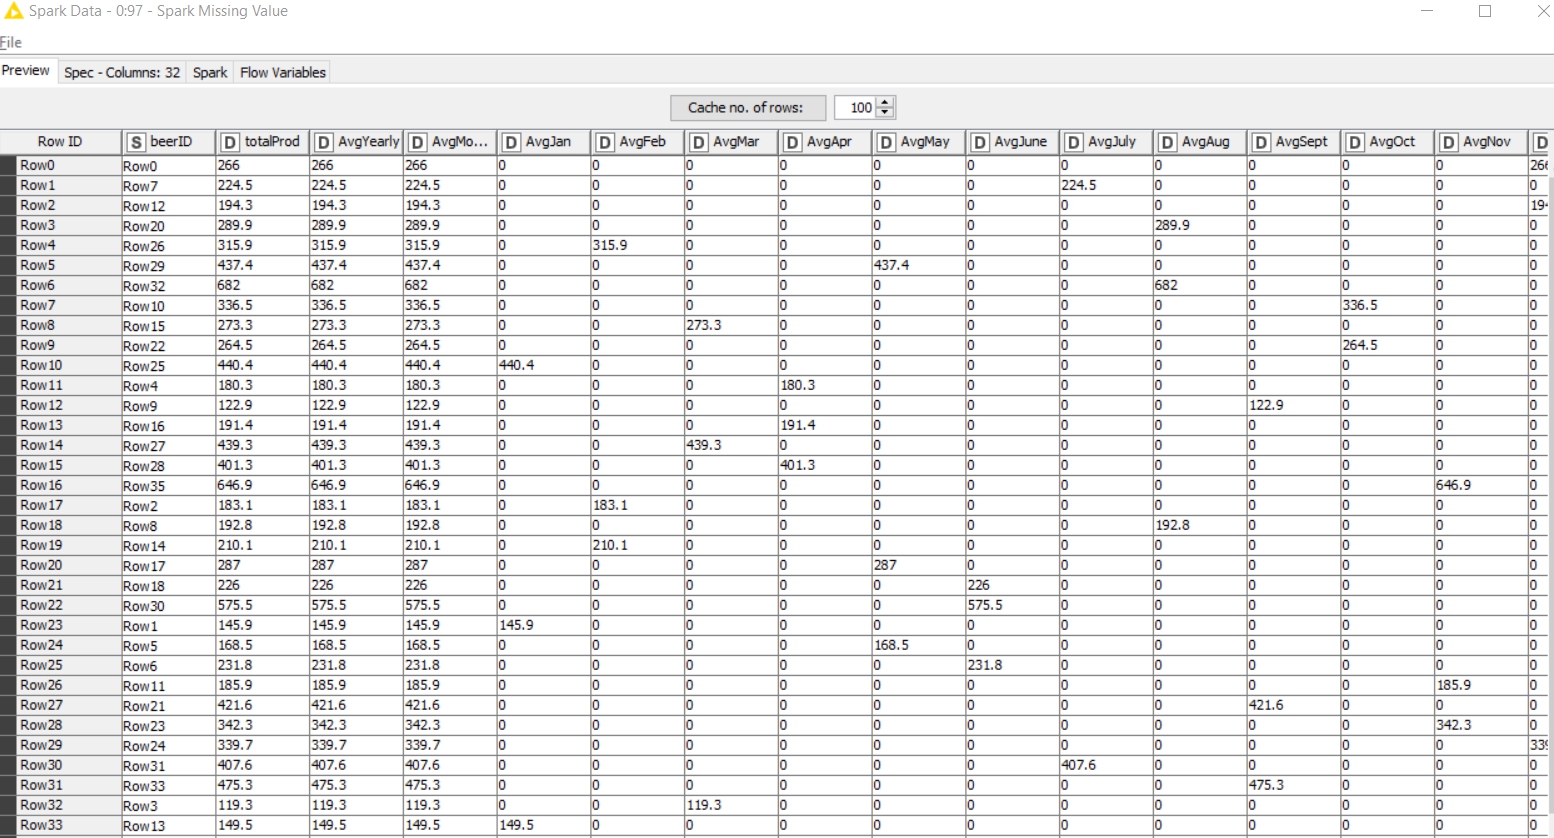 Spark Data - 0:97 - Spark Missing Value
File
Preview Spec - Columns: 32 Spark Flow Variables
Cache no. of rows: 100
Row ID S beerID D totalProd D AvgYearly D AvgMo... D AvgJan D AvgFeb D AvgMar D AvgApr D AvgMay D AvgJune D AvgJuly D AvgAug D AvgSept D AvgOct D AvgNov D
Row0 Row0 266 266 266 0 0 0 0 0 0 0 0 0 0 0 266
Row1 Row7 224.5 224.5 224.5 0 0 0 0 0 0 224.5 0 0 0 0 0
Row2 Row12 194.3 194.3 194.3 0 0 0 0 0 0 0 0 0 0 0 194
Row3 Row20 289.9 289.9 289.9 0 0 0 0 0 0 0 289.9 0 0 0 0
Row4 Row26 315.9 315.9 315.9 0 315.9 0 0 0 0 0 0 0 0 0 0
Row5 Row29 437.4 437.4 437.4 0 0 0 0 437.4 0 0 0 0 0 0 0
Row6 Row32 682 682 682 0 0 0 0 0 0 0 682 0 0 0 0
Row7 Row10 336.5 336.5 336.5 0 0 0 0 0 0 0 0 0 336.5 0 0
Row8 Row15 273.3 273.3 273.3 0 0 273.3 0 0 0 0 0 0 0 0 0
Row9 Row22 264.5 264.5 264.5 0 0 0 0 0 0 0 0 0 264.5 0 0
Row10 Row25 440.4 440.4 440.4 440.4 0 0 0 0 0 0 0 0 0 0 0
Row11 Row4 180.3 180.3 180.3 0 0 0 180.3 0 0 0 0 0 0 0 0
Row12 Row9 122.9 122.9 122.9 0 0 0 0 0 0 0 0 122.9 0 0 0
Row13 Row16 191.4 191.4 191.4 0 0 0 191.4 0 0 0 0 0 0 0 0
Row14 Row27 439.3 439.3 439.3 0 0 439.3 0 0 0 0 0 0 0 0 0
Row15 Row28 401.3 401.3 401.3 0 0 0 401.3 0 0 0 0 0 0 0 0
Row16 Row35 646.9 646.9 646.9 0 0 0 0 0 0 0 0 0 0 646.9 0
Row17 Row2 183.1 183.1 183.1 0 183.1 0 0 0 0 0 0 0 0 0 0
Row18 Row8 192.8 192.8 192.8 0 0 0 0 0 0 0 192.8 0 0 0 0
Row19 Row14 210.1 210.1 210.1 0 210.1 0 0 0 0 0 0 0 0 0 0
Row20 Row17 287 287 287 0 0 0 0 287 0 0 0 0 0 0 0
Row21 Row18 226 226 226 0 0 0 0 0 226 0 0 0 0 0 0
Row22 Row30 575.5 575.5 575.5 0 0 0 0 0 575.5 0 0 0 0 0 0
Row23 Row1 145.9 145.9 145.9 145.9 0 0 0 0 0 0 0 0 0 0 0
Row24 Row5 168.5 168.5 168.5 0 0 0 0 168.5 0 0 0 0 0 0 0
Row25 Row6 231.8 231.8 231.8 0 0 0 0 0 231.8 0 0 0 0 0 0
Row26 Row11 185.9 185.9 185.9 0 0 0 0 0 0 0 0 0 0 185.9 0
Row27 Row21 421.6 421.6 421.6 0 0 0 0 0 0 0 0 421.6 0 0 0
Row28 Row23 342.3 342.3 342.3 0 0 0 0 0 0 0 0 0 0 342.3 0
Row29 Row24 339.7 339.7 339.7 0 0 0 0 0 0 0 0 0 0 0 339
Row30 Row31 407.6 407.6 407.6 0 0 0 0 0 0 407.6 0 0 0 0 0
Row31 Row33 475.3 475.3 475.3 0 0 0 0 0 0 0 0 475.3 0 0 0
Row32 Row3 119.3 119.3 119.3 0 0 119.3 0 0 0 0 0 0 0 0 0
Row33 Row13 149.5 149.5 149.5 149.5 0 0 0 0 0 0 0 0 0 0 0